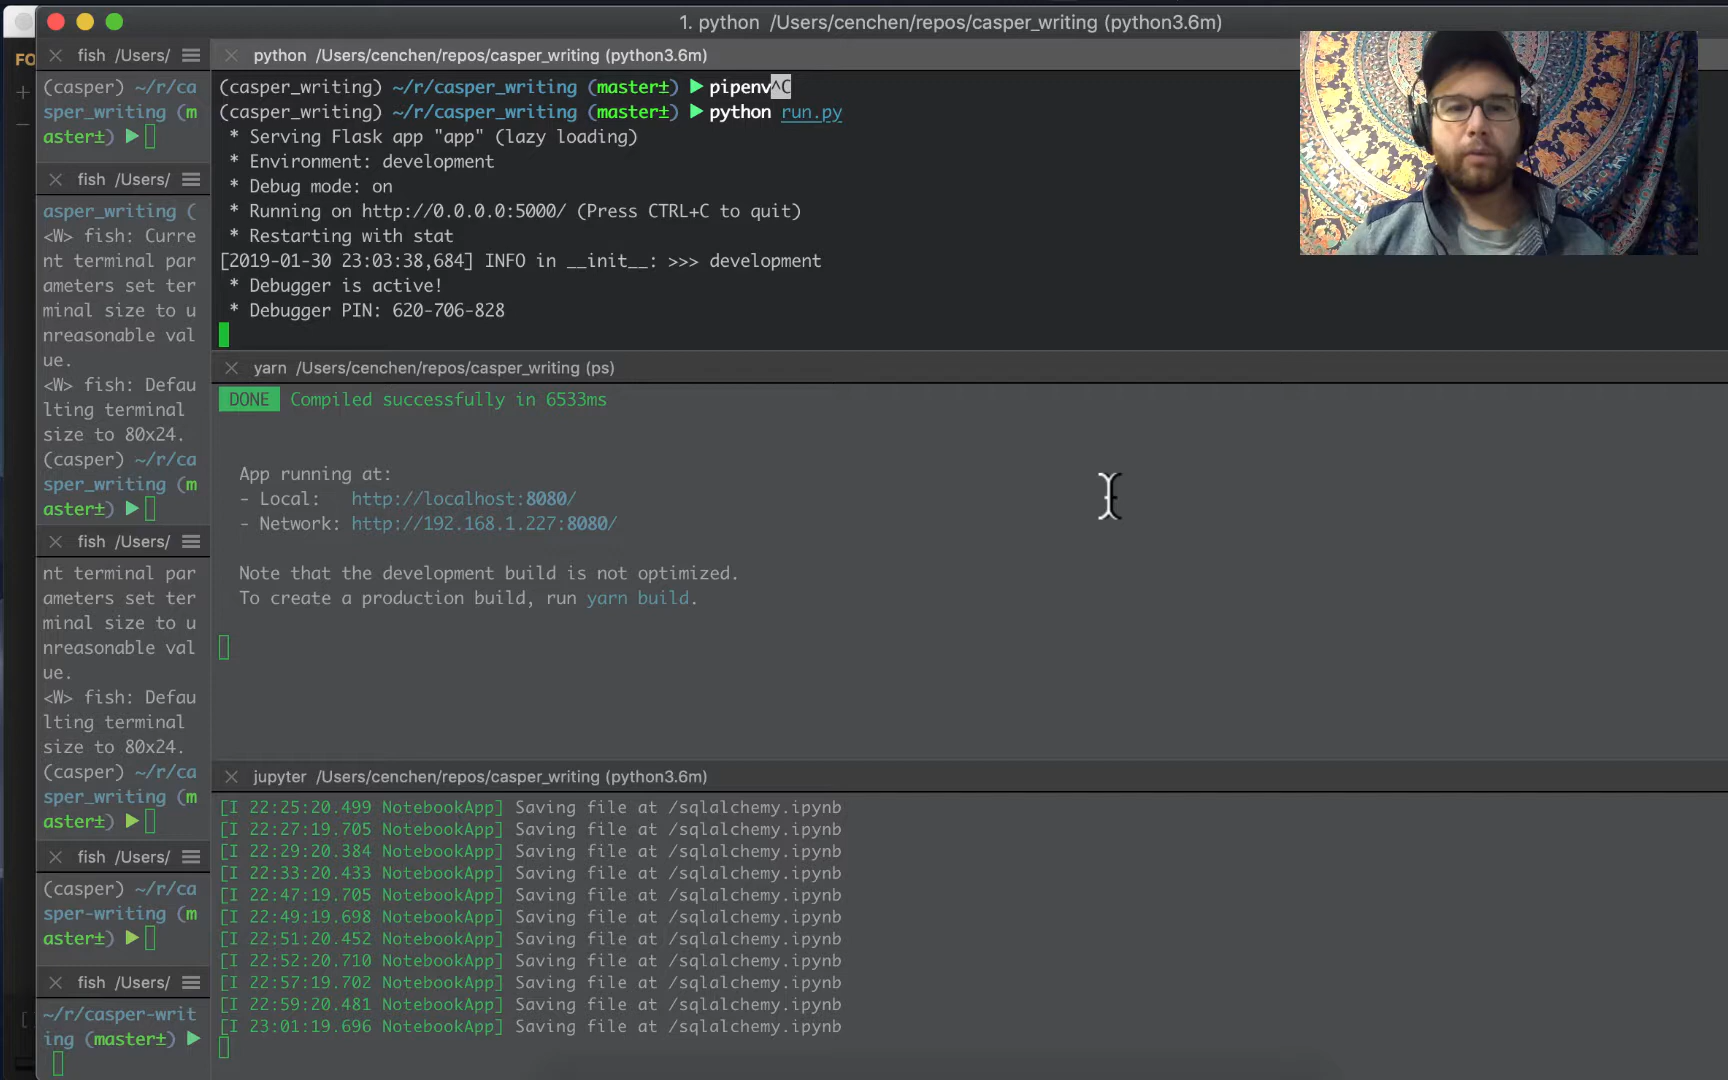 1. python /Users/cenchen/repos/casper_writing (python3.6m)
FO
fish /Users/
(casper) ~/r/ca
sper_writing (m
aster±)
fish /Users/
asper_writing (
<W> fish: Curre
nt terminal par
ameters set ter
minal size to u
nreasonable val
ue.
<W> fish: Defau
lting terminal
size to 80x24.
(casper) ~/r/ca
sper_writing (m
aster±)
fish /Users/
nt terminal par
ameters set ter
minal size to u
nreasonable val
ue.
<W> fish: Defau
lting terminal
size to 80x24.
(casper) ~/r/ca
sper_writing (m
aster±)
fish /Users/
(casper) ~/r/ca
sper-writing (m
aster±)
fish /Users/
~/r/casper-writ
ing (master±)
python /Users/cenchen/repos/casper_writing (python3.6m)
(casper_writing) ~/r/casper_writing (master±) ▶ pipenv^C
(casper_writing) ~/r/casper_writing (master±) ▶ python run.py
* Serving Flask app "app" (lazy loading)
* Environment: development
* Debug mode: on
* Running on http://0.0.0.0:5000/ (Press CTRL+C to quit)
* Restarting with stat
[2019-01-30 23:03:38,684] INFO in __init__: >>> development
* Debugger is active!
* Debugger PIN: 620-706-828
yarn /Users/cenchen/repos/casper_writing (ps)
DONE Compiled successfully in 6533ms
App running at:
- Local: http://localhost:8080/
- Network: http://192.168.1.227:8080/
Note that the development build is not optimized.
To create a production build, run yarn build.
jupyter /Users/cenchen/repos/casper_writing (python3.6m)
[I 22:25:20.499 NotebookApp] Saving file at /sqlalchemy.ipynb
[I 22:27:19.705 NotebookApp] Saving file at /sqlalchemy.ipynb
[I 22:29:20.384 NotebookApp] Saving file at /sqlalchemy.ipynb
[I 22:33:20.433 NotebookApp] Saving file at /sqlalchemy.ipynb
[I 22:47:19.705 NotebookApp] Saving file at /sqlalchemy.ipynb
[I 22:49:19.698 NotebookApp] Saving file at /sqlalchemy.ipynb
[I 22:51:20.452 NotebookApp] Saving file at /sqlalchemy.ipynb
[I 22:52:20.710 NotebookApp] Saving file at /sqlalchemy.ipynb
[I 22:57:19.702 NotebookApp] Saving file at /sqlalchemy.ipynb
[I 22:59:20.481 NotebookApp] Saving file at /sqlalchemy.ipynb
[I 23:01:19.696 NotebookApp] Saving file at /sqlalchemy.ipynb